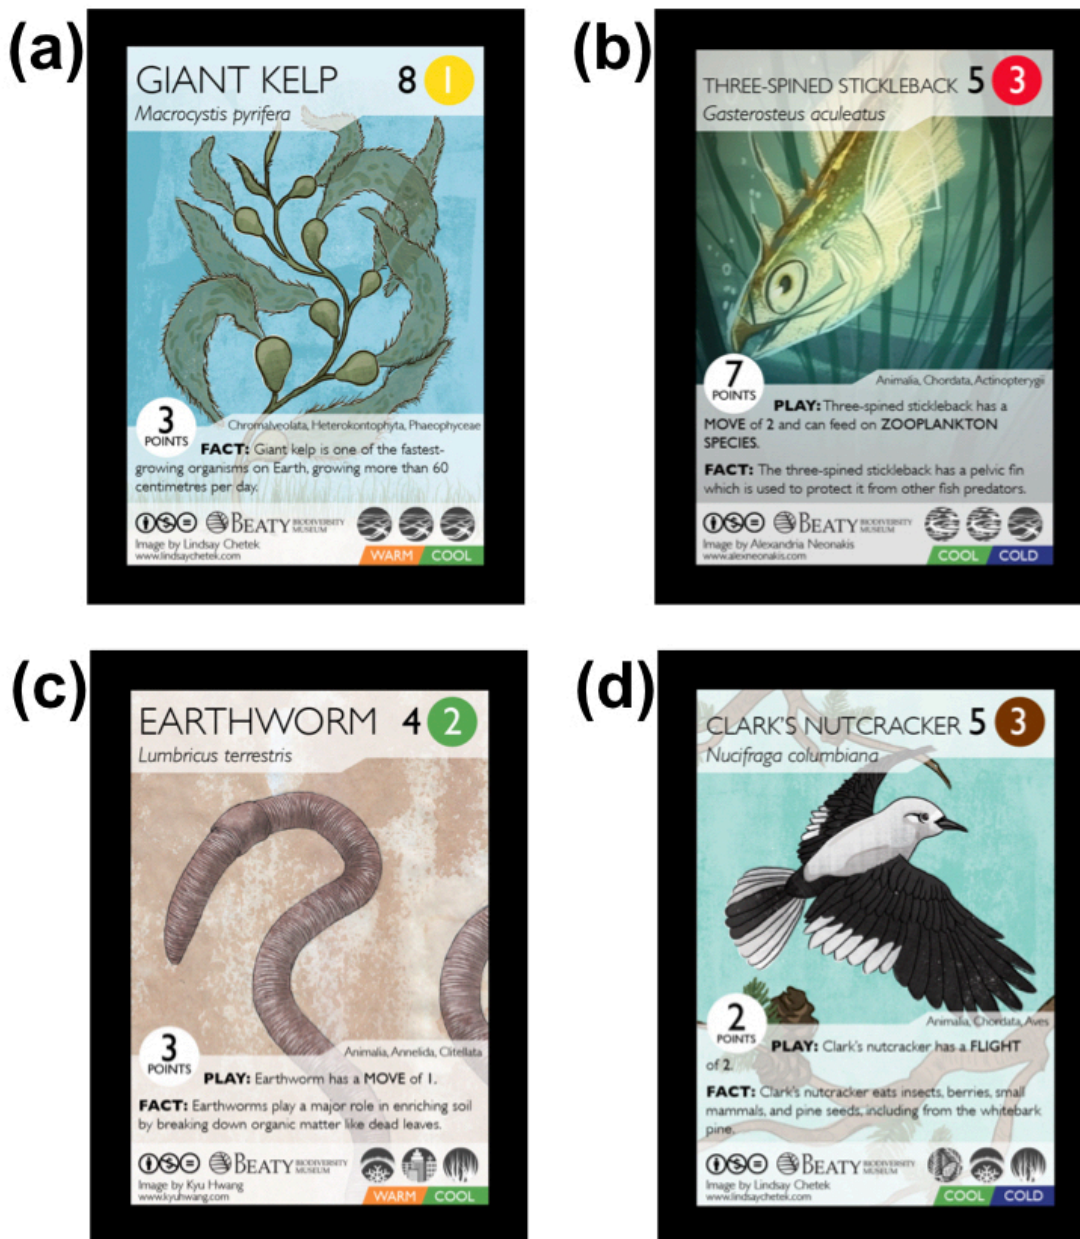 (a)
GIANT KELP 8 1
Macrocystis pyrifera
3
POINTS
Chromalveolata, Heterokontophyta, Phaeophyceae
FACT: Giant kelp is one of the fastest-
growing organisms on Earth, growing more than 60
centimetres per day.
BEATY BIODIVERSITY MUSEUM
Image by Lindsay Chetek
www.lindsaychetek.com
WARM COOL
(b)
THREE-SPINED STICKLEBACK 5 3
Gasterosteus aculeatus
7
POINTS
Animalia, Chordata, Actinopterygii
PLAY: Three-spined stickleback has a
MOVE of 2 and can feed on ZOOPLANKTON
SPECIES.
FACT: The three-spined stickleback has a pelvic fin
which is used to protect it from other fish predators.
BEATY BIODIVERSITY MUSEUM
Image by Alexandria Neonakis
www.alexneonakis.com
COOL COLD
(c)
EARTHWORM 4 2
Lumbricus terrestris
3
POINTS
Animalia, Annelida, Clitellata
PLAY: Earthworm has a MOVE of 1.
FACT: Earthworms play a major role in enriching soil
by breaking down organic matter like dead leaves.
BEATY BIODIVERSITY MUSEUM
Image by Kyu Hwang
www.kyuhwang.com
WARM COOL
(d)
CLARK'S NUTCRACKER 5 3
Nucifraga columbiana
2
POINTS
Animalia, Chordata, Aves
PLAY: Clark's nutcracker has a FLIGHT
of 2.
FACT: Clark's nutcracker eats insects, berries, small
mammals, and pine seeds, including from the whitebark
pine.
BEATY BIODIVERSITY MUSEUM
Image by Lindsay Chetek
www.lindsaychetek.com
COOL COLD